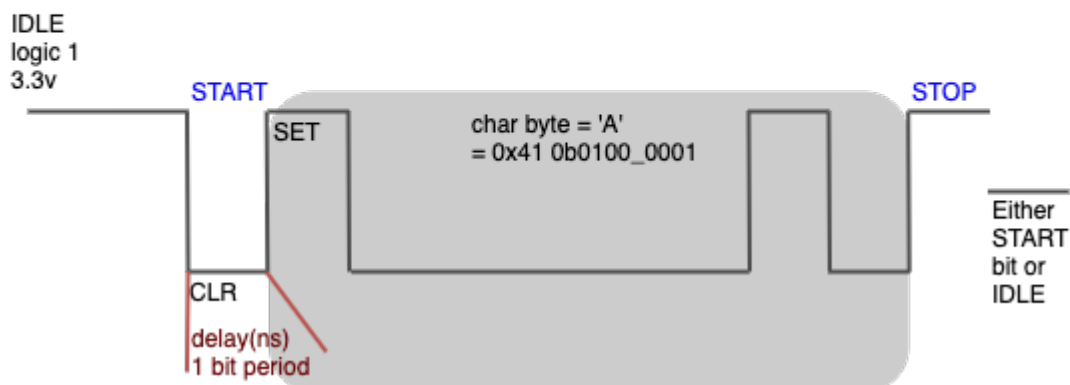 IDLE
logic 1
3.3v
START
STOP
SET
char byte = 'A'
= 0x41 0b0100_0001
Either
START
bit or
IDLE
CLR
delay(ns)
1 bit period